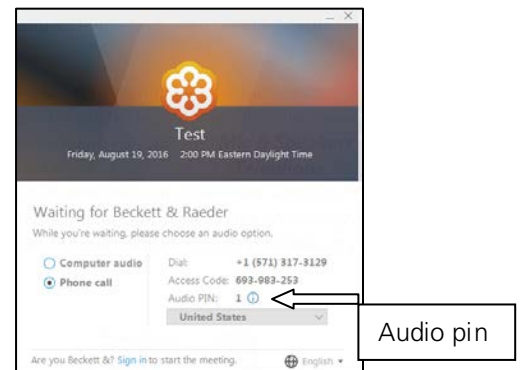 Test
Friday, August 19, 2016 2:00 PM Eastern Daylight Time
Waiting for Beckett & Raeder
While you're waiting, please choose an audio option.
Computer audio
Phone call
Dial: +1 (571) 317-3129
Access Code: 693-983-253
Audio PIN: 1
United States
Audio pin
Are you Beckett &? Sign in to start the meeting.
English